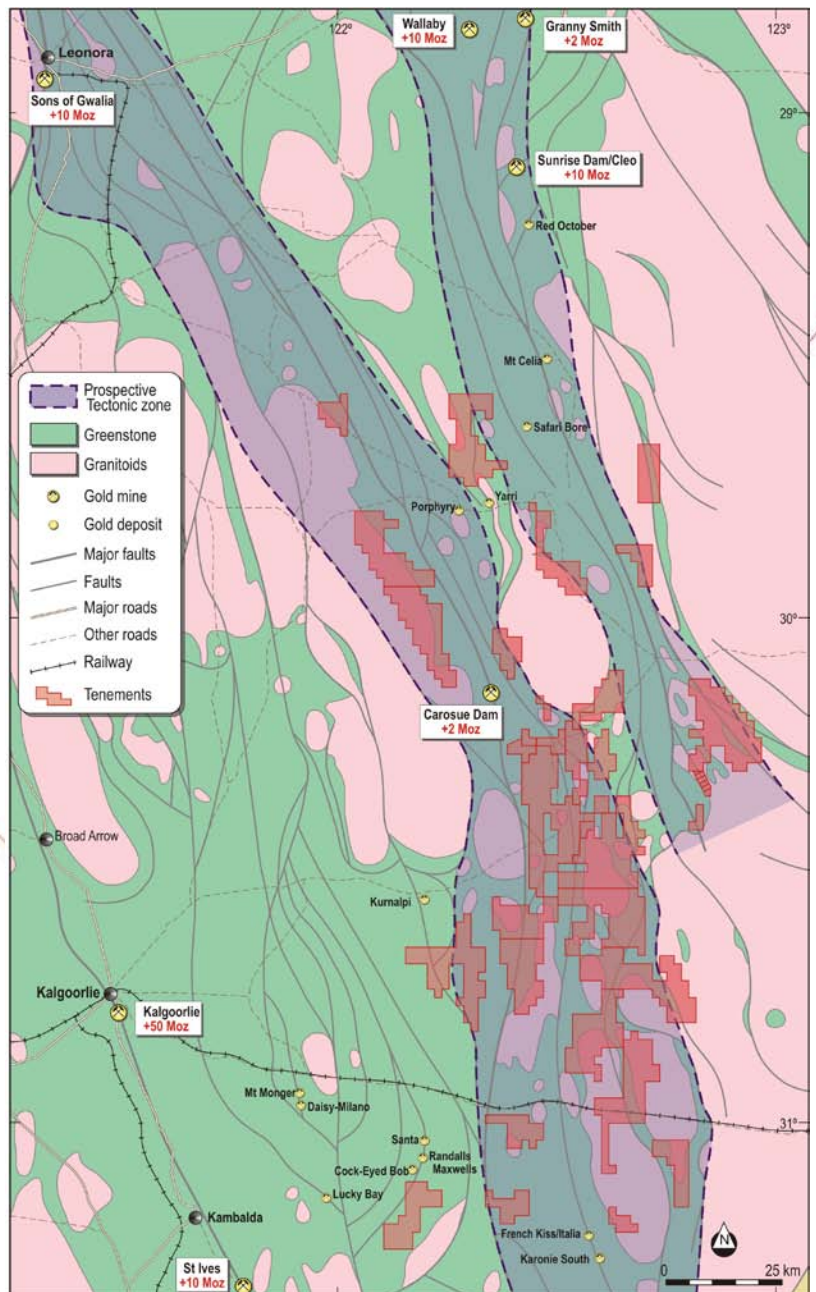 122
123
Wallaby
+10 Moz
Granny Smith
+2 Moz
Leonora
Sons of Gwalia
+10 Moz
29°
Sunrise Dam/Cleo
+10 Moz
Red October
Mt Celia
Safari Bore
Yarri
Porphyry
Prospective
Tectonic zone
Greenstone
Granitoids
Gold mine
Gold deposit
Major faults
Faults
Major roads
Other roads
Railway
Tenements
30°
Carosue Dam
+2 Moz
Broad Arrow
Kurnalpi
Kalgoorlie
Kalgoorlie
+50 Moz
Mt Monger
Daisy-Milano
31°
Santa
Randalls
Maxwells
Cock-Eyed Bob
Lucky Bay
Kambalda
French Kiss/Italia
Karonie South
St Ives
+10 Moz
N
0
25 km